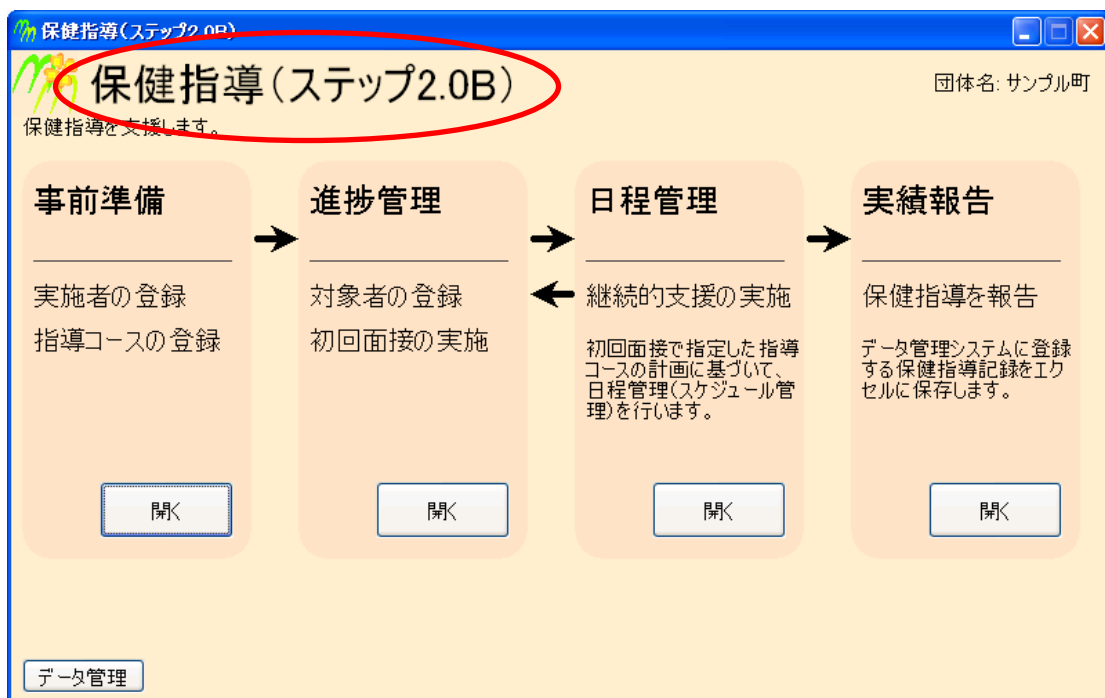 保健指導(ステップ2.0B)
保健指導(ステップ2.0B)
団体名: サンプル町
保健指導を支援します。
事前準備
実施者の登録
指導コースの登録
開く
進捗管理
対象者の登録
初回面接の実施
開く
日程管理
継続的支援の実施
初回面接で指定した指導
コースの計画に基づいて、
日程管理(スケジュール管
理)を行います。
開く
実績報告
保健指導を報告
データ管理システムに登録
する保健指導記録をエク
セルに保存します。
開く
データ管理